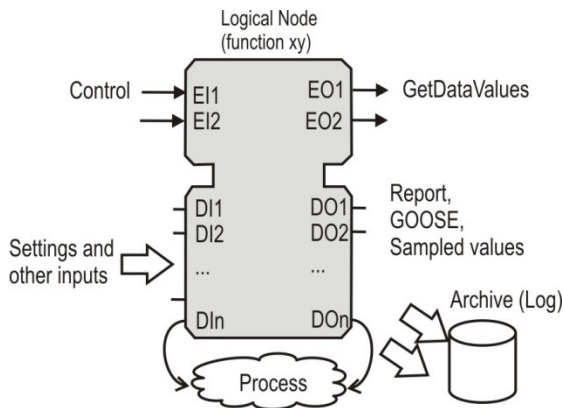 Logical Node
(function xy)
Control
EI1
EO1
GetDataValues
EI2
EO2
DI1
DO1
Report,
DI2
DO2
GOOSE,
Sampled values
Settings and
other inputs
...
...
Archive (Log)
DIn
DOn
Process